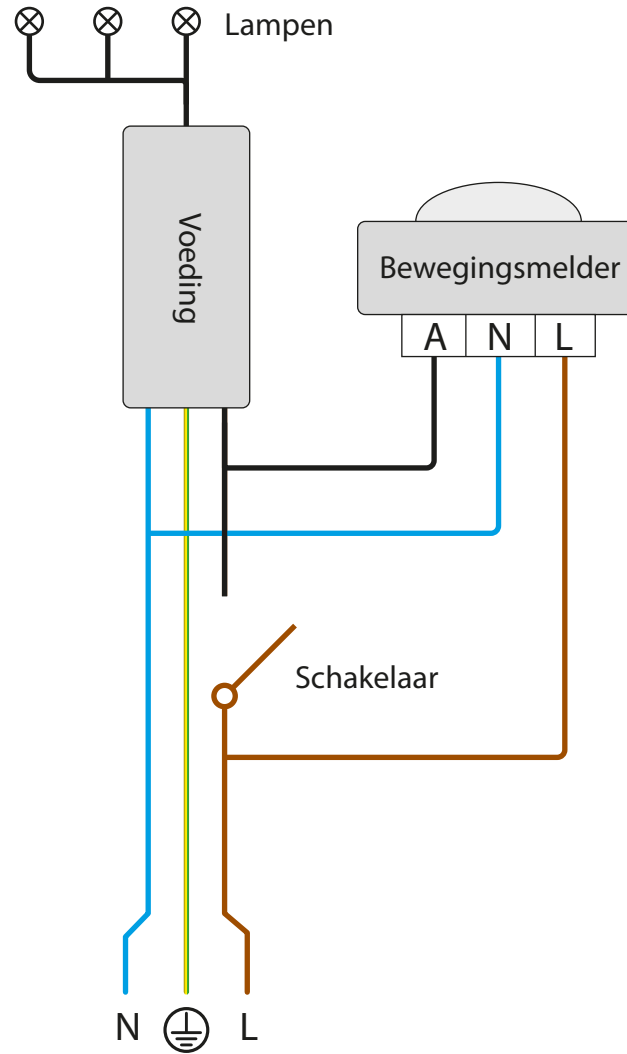 Lampen
Voeding
Bewegingsmelder
A N L
Schakelaar
N L